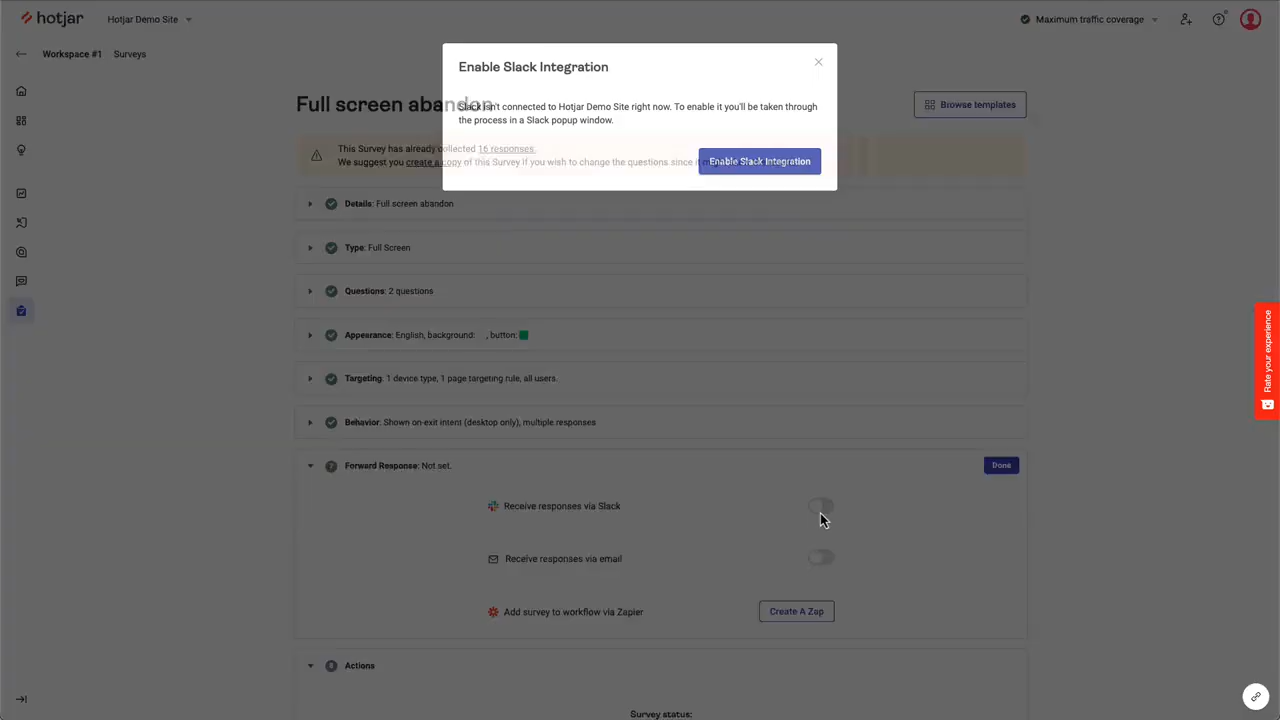 hotjar
Hotjar Demo Site
Maximum traffic coverage
Workspace #1
Surveys
Enable Slack Integration
Slack isn't connected to Hotjar Demo Site right now. To enable it you'll be taken through
the process in a Slack popup window.
Enable Slack Integration
Full screen abandon
Browse templates
This Survey has already collected 16 responses.
We suggest you create a copy of this Survey if you wish to change the questions since it
Details: Full screen abandon
Type: Full Screen
Questions: 2 questions
Appearance: English, background: , button:
Targeting: 1 device type, 1 page targeting rule, all users.
Behavior: Shown on-exit intent (desktop only), multiple responses
7
Forward Response: Not set.
Done
Receive responses via Slack
Receive responses via email
Add survey to workflow via Zapier
Create A Zap
8
Actions
Survey status:
Rate your experience